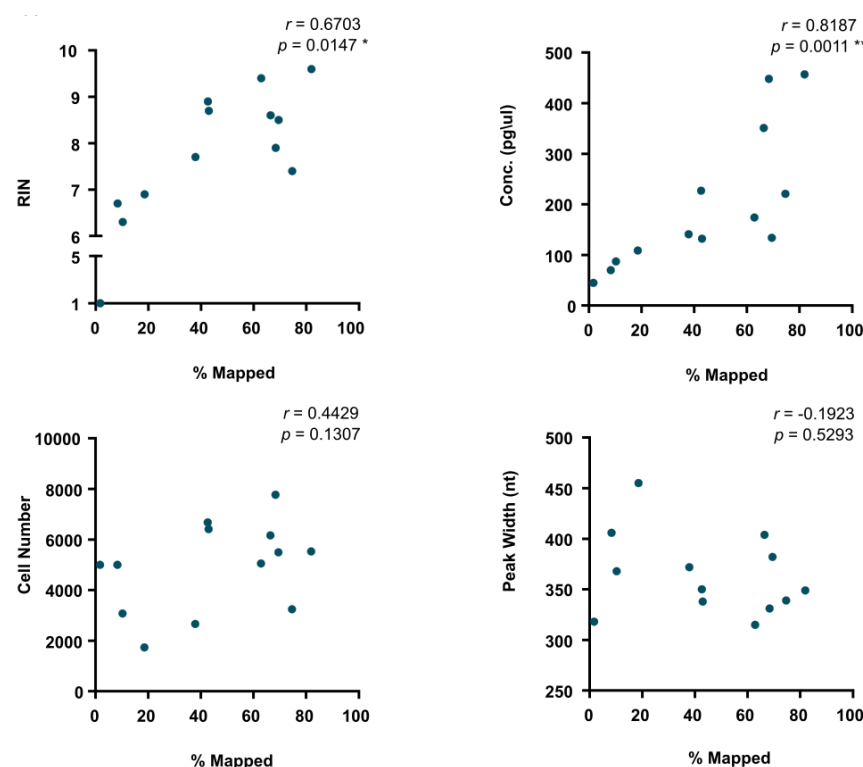 r = 0.6703
p = 0.0147 *
RIN
10
9
8
7
6
5
1
0 20 40 60 80 100
% Mapped
r = 0.8187
p = 0.0011 **
Conc. (pg\ul)
500
400
300
200
100
0
0 20 40 60 80 100
% Mapped
r = 0.4429
p = 0.1307
Cell Number
10000
8000
6000
4000
2000
0
0 20 40 60 80 100
% Mapped
r = -0.1923
p = 0.5293
Peak Width (nt)
500
450
400
350
300
250
0 20 40 60 80 100
% Mapped